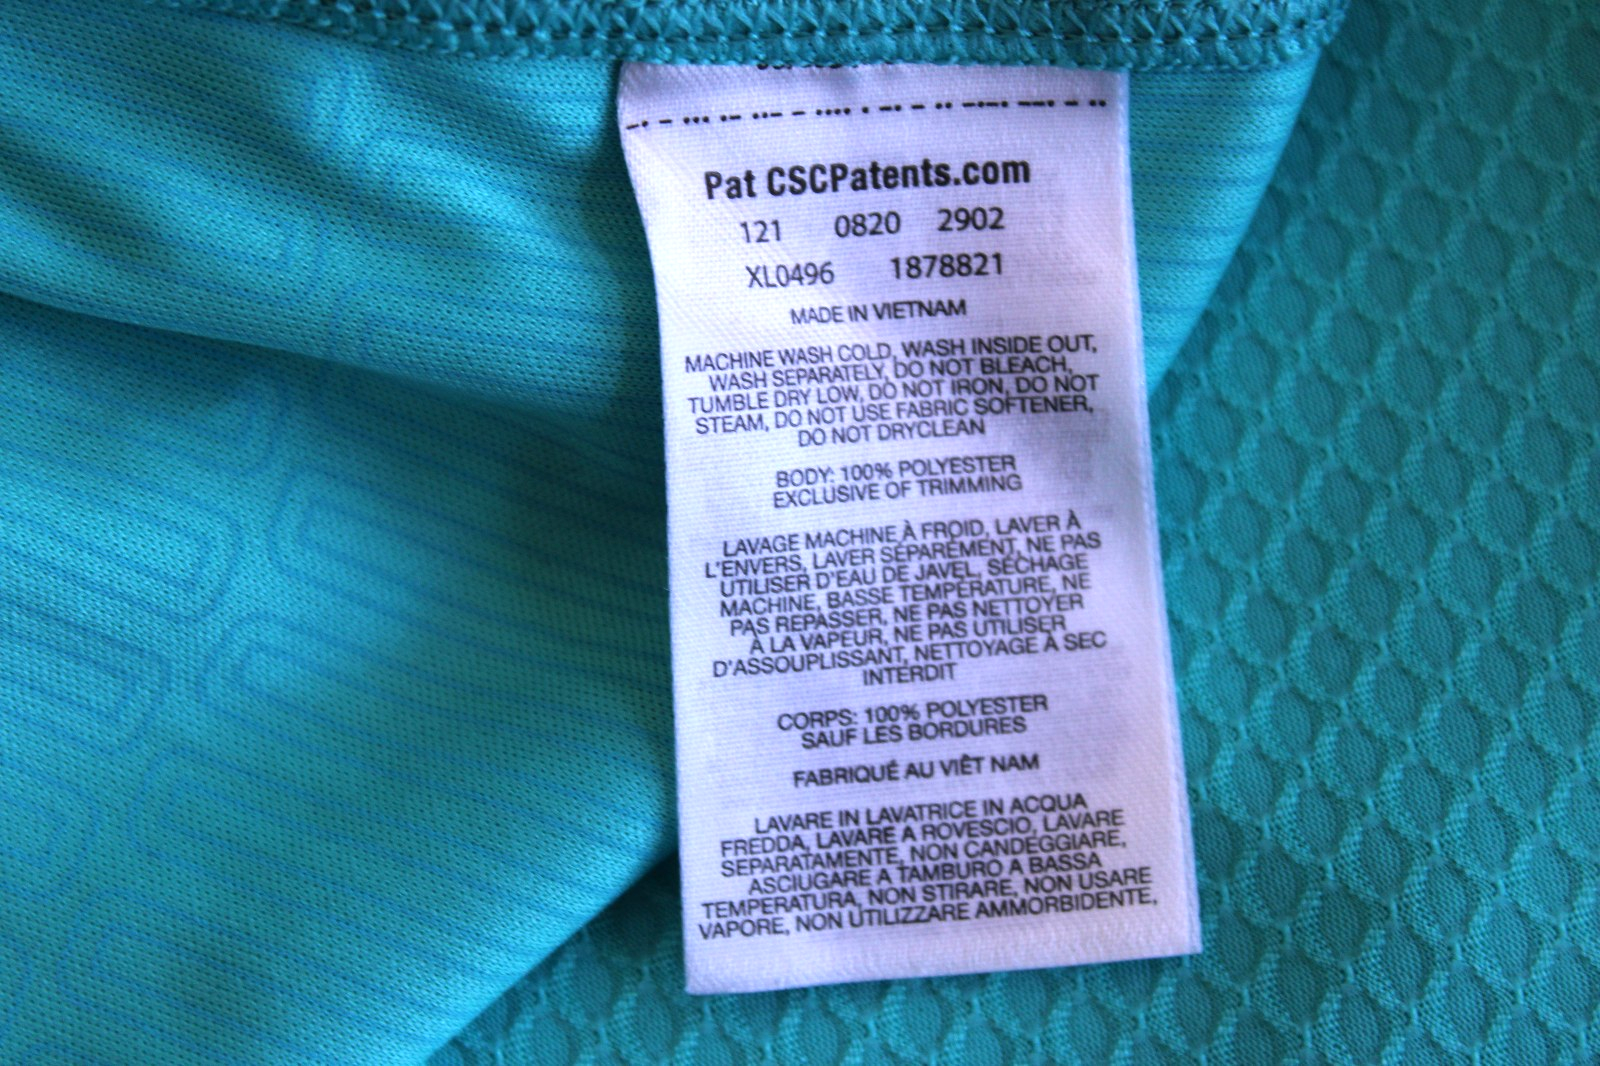 Pat CSCPatents.com
121 0820 2902
XL0496 1878821
MADE IN VIETNAM
MACHINE WASH COLD, WASH INSIDE OUT,
WASH SEPARATELY, DO NOT BLEACH,
TUMBLE DRY LOW, DO NOT IRON, DO NOT
STEAM, DO NOT USE FABRIC SOFTENER,
DO NOT DRYCLEAN
BODY: 100% POLYESTER
EXCLUSIVE OF TRIMMING
LAVAGE MACHINE À FROID, LAVER À
L'ENVERS, LAVER SÉPARÉMENT, NE PAS
UTILISER D'EAU DE JAVEL, SÉCHAGE
MACHINE, BASSE TEMPÉRATURE, NE
PAS REPASSER, NE PAS NETTOYER
À LA VAPEUR, NE PAS UTILISER
D'ASSOUPLISSANT, NETTOYAGE À SEC
INTERDIT
CORPS: 100% POLYESTER
SAUF LES BORDURES
FABRIQUÉ AU VIÊT NAM
LAVARE IN LAVATRICE IN ACQUA
FREDDA, LAVARE A ROVESCIO, LAVARE
SEPARATAMENTE, NON CANDEGGIARE,
ASCIUGARE A TAMBURO A BASSA
TEMPERATURA, NON STIRARE, NON USARE
VAPORE, NON UTILIZZARE AMMORBIDENTE,